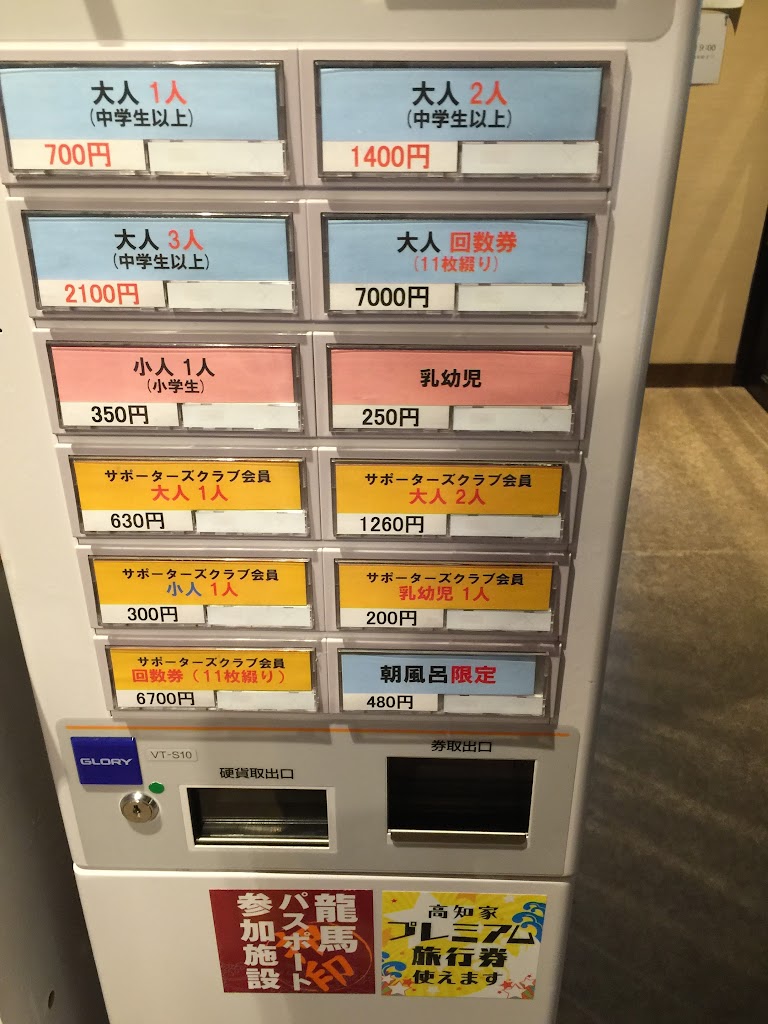 9:00
大人 1人
(中学生以上)
700円
大人 2人
(中学生以上)
1400円
大人 3人
(中学生以上)
2100円
大人 回数券
(11枚綴り)
7000円
小人 1人
(小学生)
350円
乳幼児
250円
サポーターズクラブ会員
大人 1人
630円
サポーターズクラブ会員
大人 2人
1260円
サポーターズクラブ会員
小人 1人
300円
サポーターズクラブ会員
乳幼児 1人
200円
サポーターズクラブ会員
回数券(11枚綴り)
6700円
朝風呂限定
480円
GLORY
VT-S10
硬貨取出口
券取出口
龍馬
パスポート
参加施設
高知家
プレミアム
旅行券
使えます